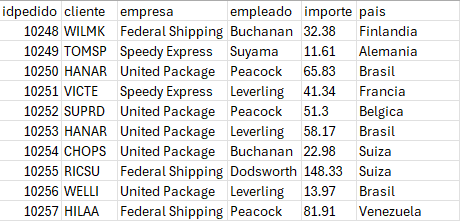 idpedido cliente empresa empleado importe pais
10248 WILMK Federal Shipping Buchanan 32.38 Finlandia
10249 TOMSP Speedy Express Suyama 11.61 Alemania
10250 HANAR United Package Peacock 65.83 Brasil
10251 VICTE Speedy Express Leverling 41.34 Francia
10252 SUPRD United Package Peacock 51.3 Belgica
10253 HANAR United Package Leverling 58.17 Brasil
10254 CHOPS United Package Buchanan 22.98 Suiza
10255 RICSU Federal Shipping Dodsworth 148.33 Suiza
10256 WELLI United Package Leverling 13.97 Brasil
10257 HILAA Federal Shipping Peacock 81.91 Venezuela